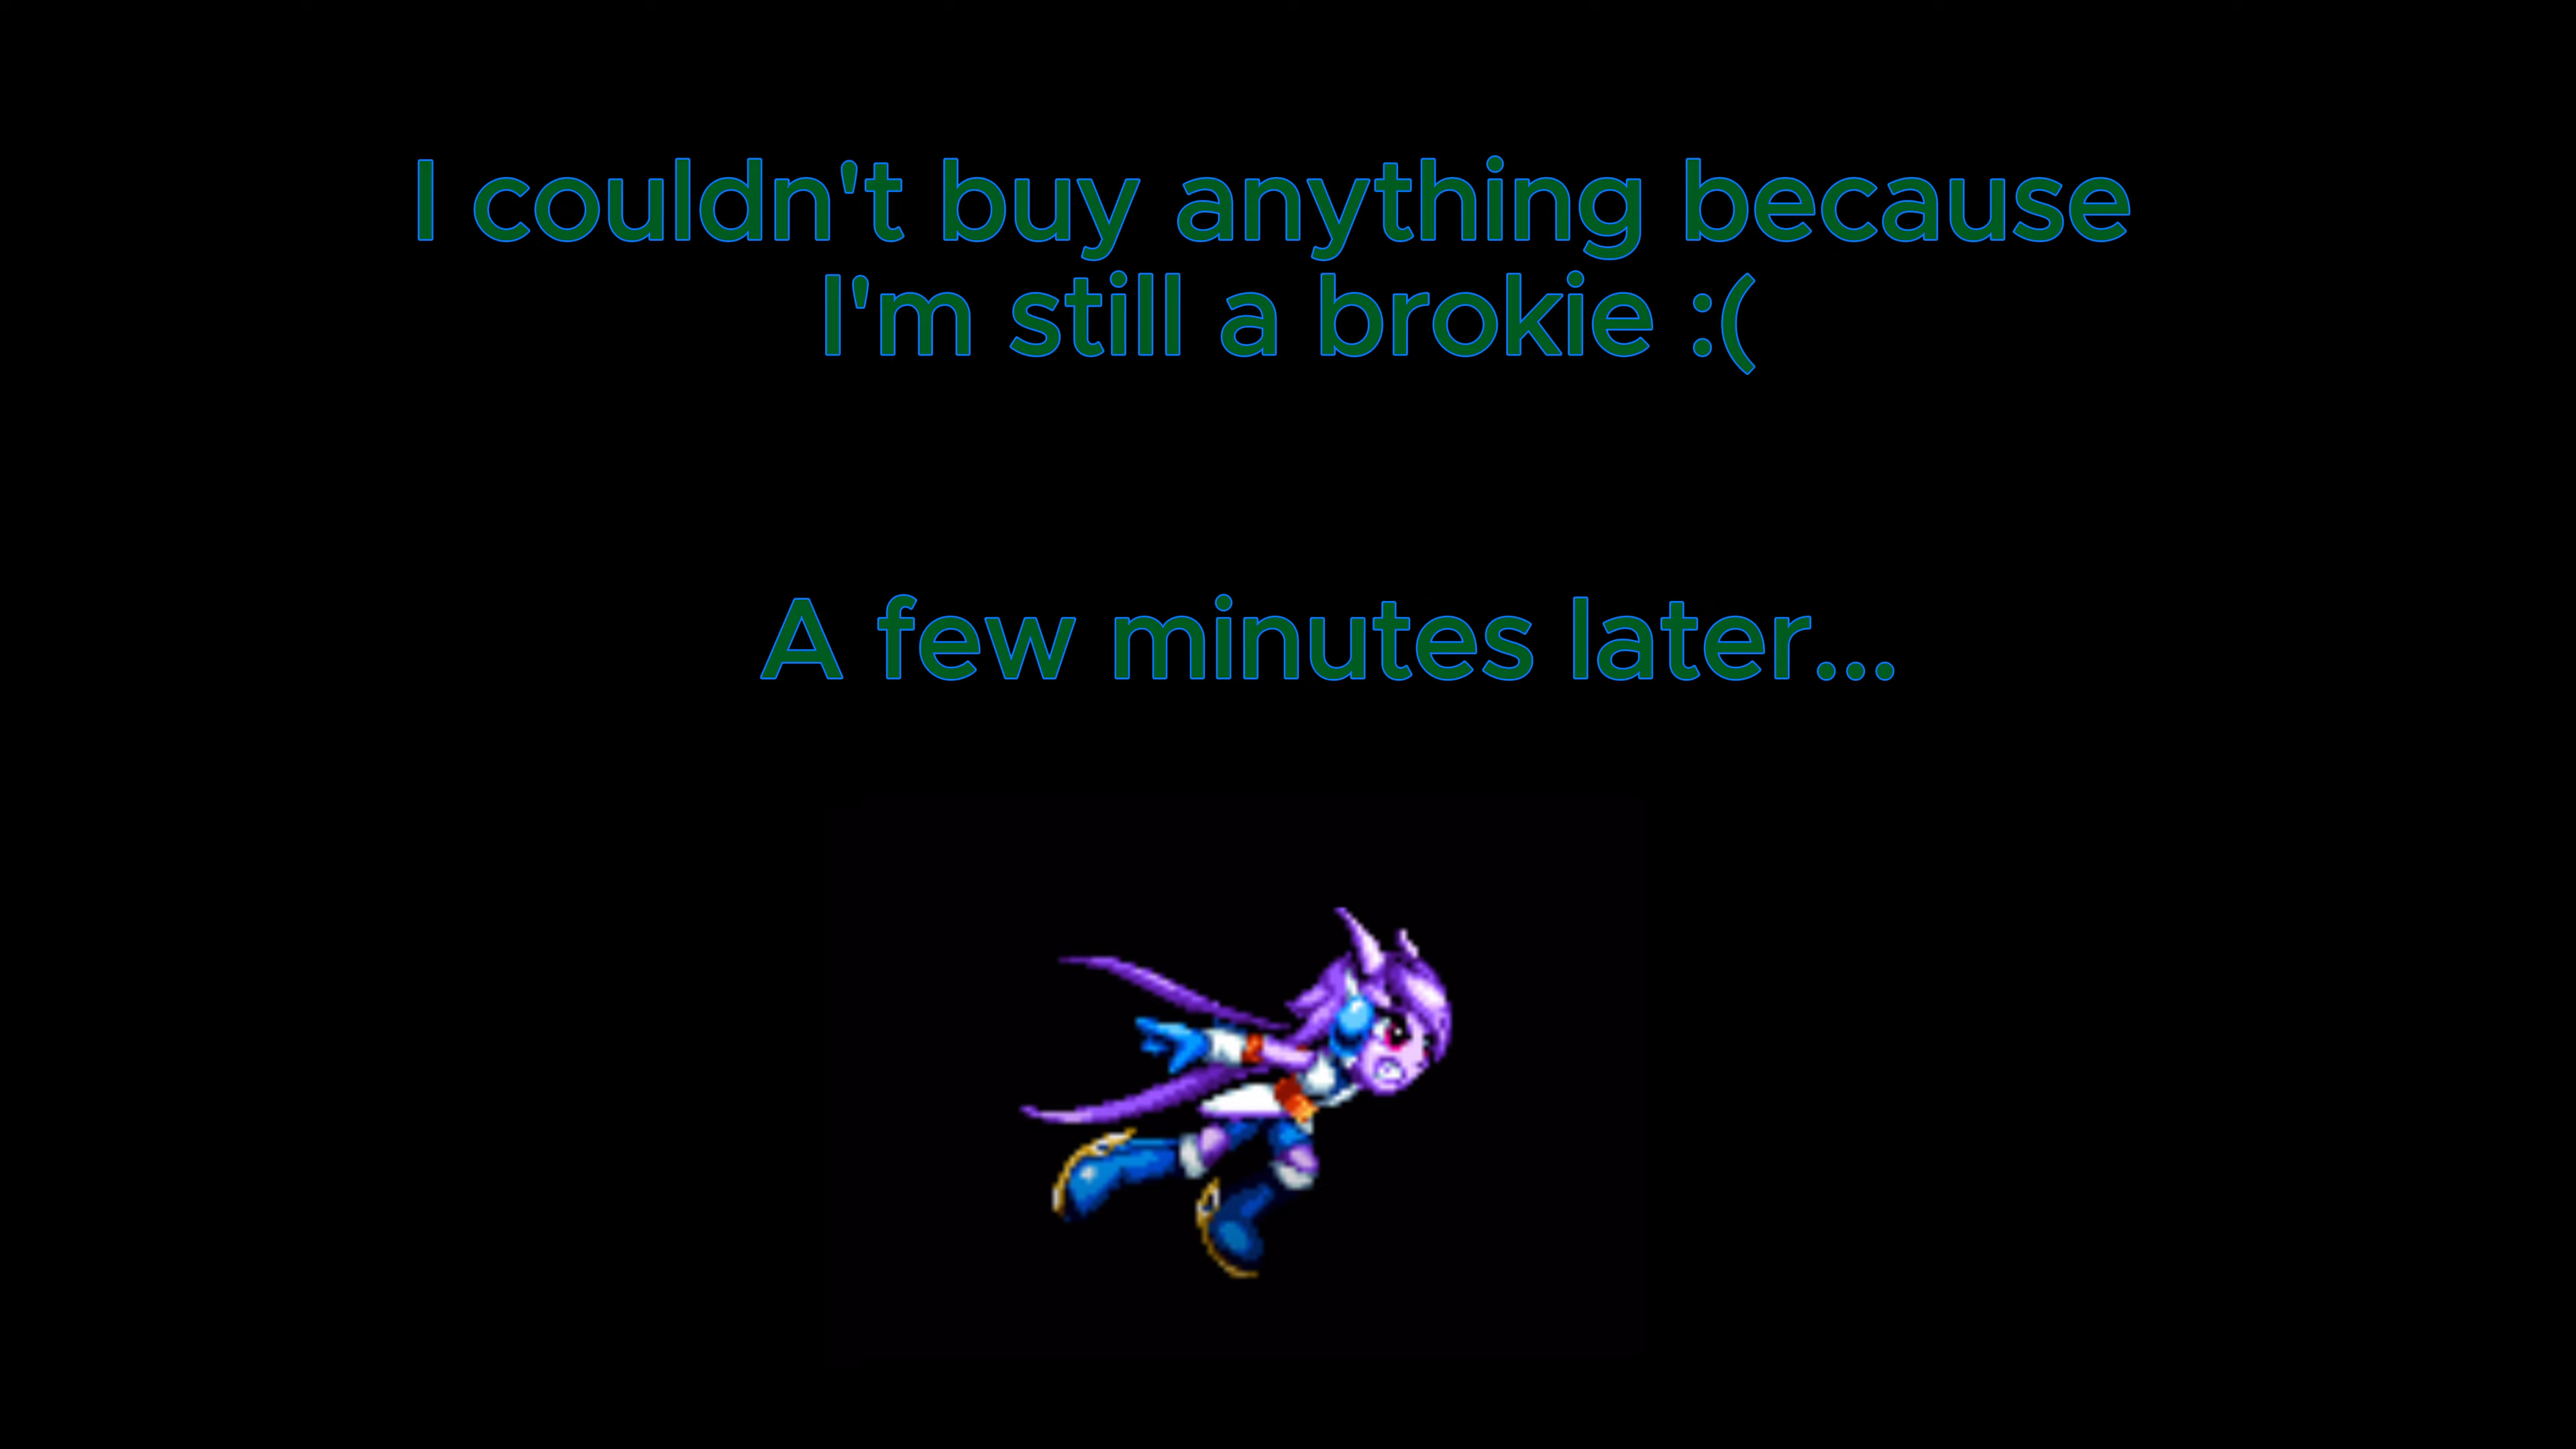 I couldn't buy anything because
I'm still a brokie :(
A few minutes later...